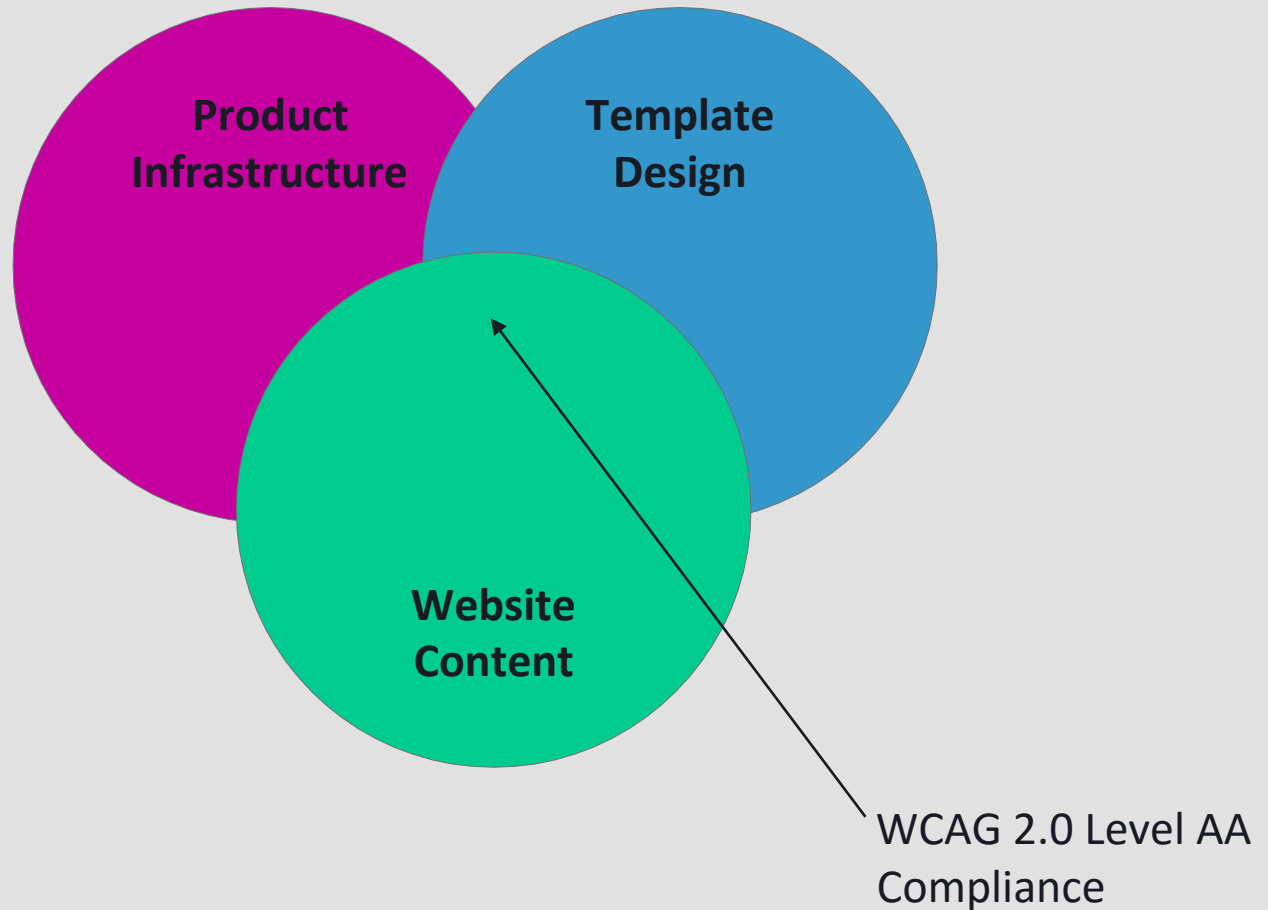 Product
Infrastructure
Template
Design
Website
Content
WCAG 2.0 Level AA
Compliance